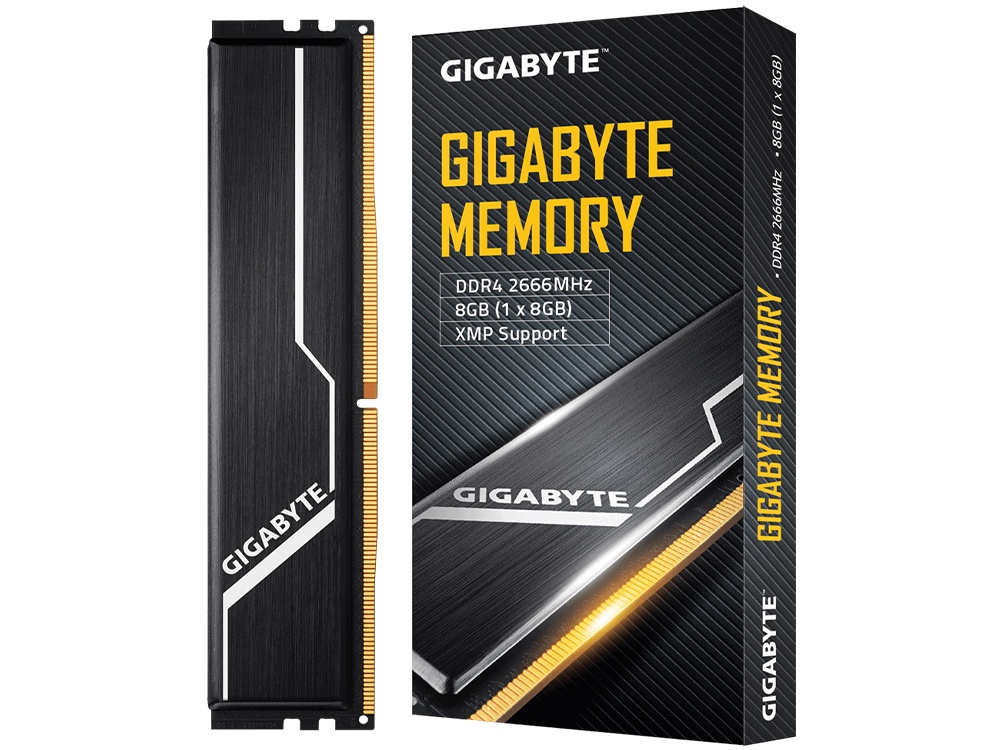 GIGABYTE
GIGABYTE™
GIGABYTE
MEMORY
DDR4 2666MHz
8GB (1 x 8GB)
XMP Support
GIGABYTE
GIGABYTE
GIGABYTE MEMORY
• DDR4 2666MHz • 8GB (1 x 8GB)